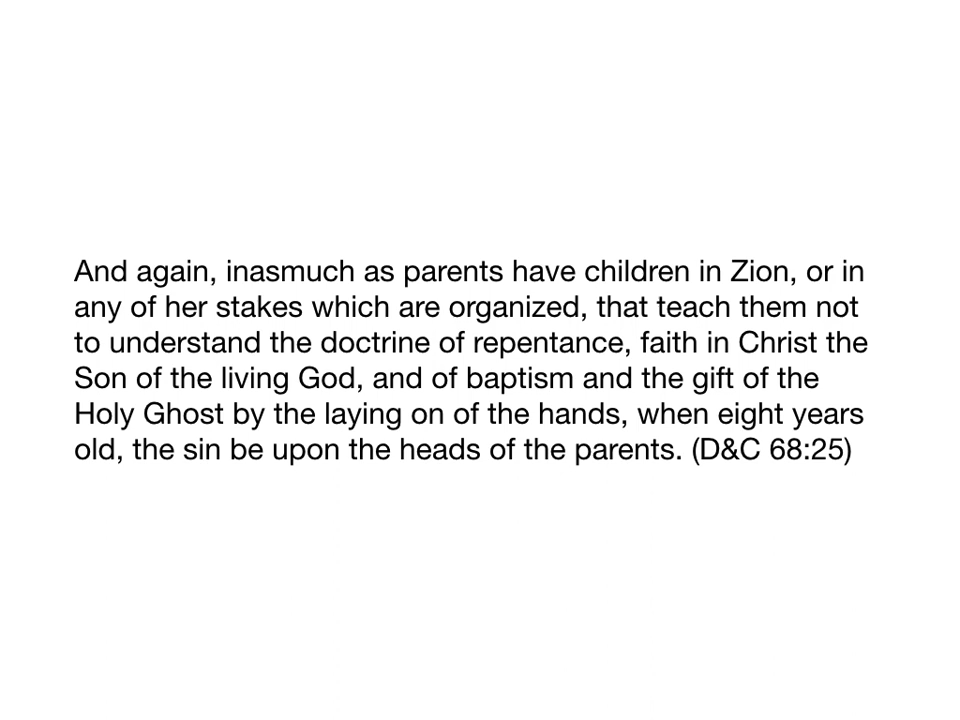 And again, inasmuch as parents have children in Zion, or in
any of her stakes which are organized, that teach them not
to understand the doctrine of repentance, faith in Christ the
Son of the living God, and of baptism and the gift of the
Holy Ghost by the laying on of the hands, when eight years
old, the sin be upon the heads of the parents. (D&C 68:25)